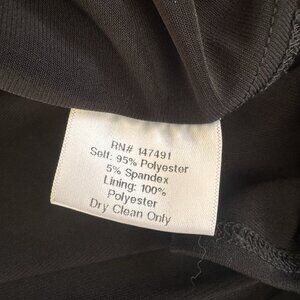 RN# 147491
Self: 95% Polyester
5% Spandex
Lining: 100%
Polyester
Dry Clean Only